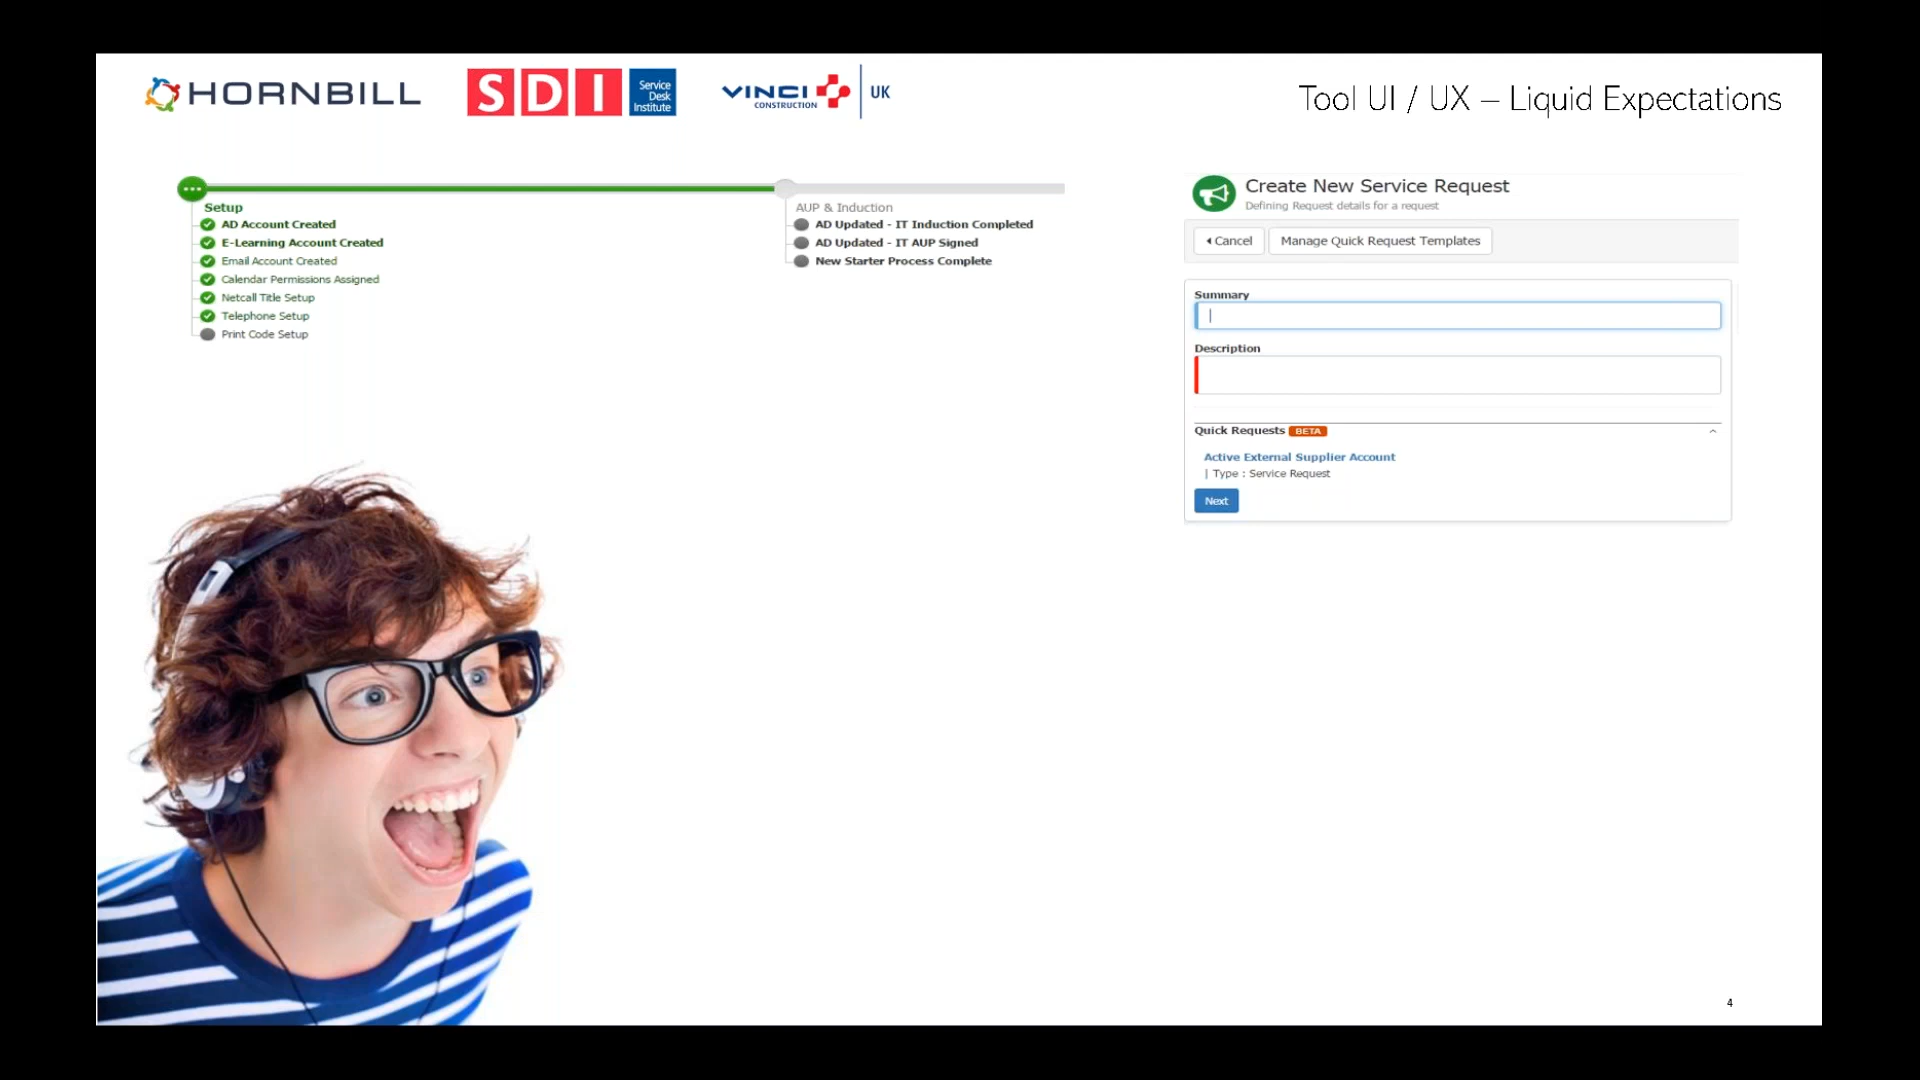 HORNBILL
SDI
Service
Desk
Institute
VINCI
CONSTRUCTION
UK
Tool UI / UX – Liquid Expectations
Setup
AD Account Created
E-Learning Account Created
Email Account Created
Calendar Permissions Assigned
Netcall Title Setup
Telephone Setup
Print Code Setup
AUP & Induction
AD Updated - IT Induction Completed
AD Updated - IT AUP Signed
New Starter Process Complete
Create New Service Request
Defining Request details for a request
Cancel
Manage Quick Request Templates
Summary
Description
Quick Requests BETA
Active External Supplier Account
| Type : Service Request
Next
4